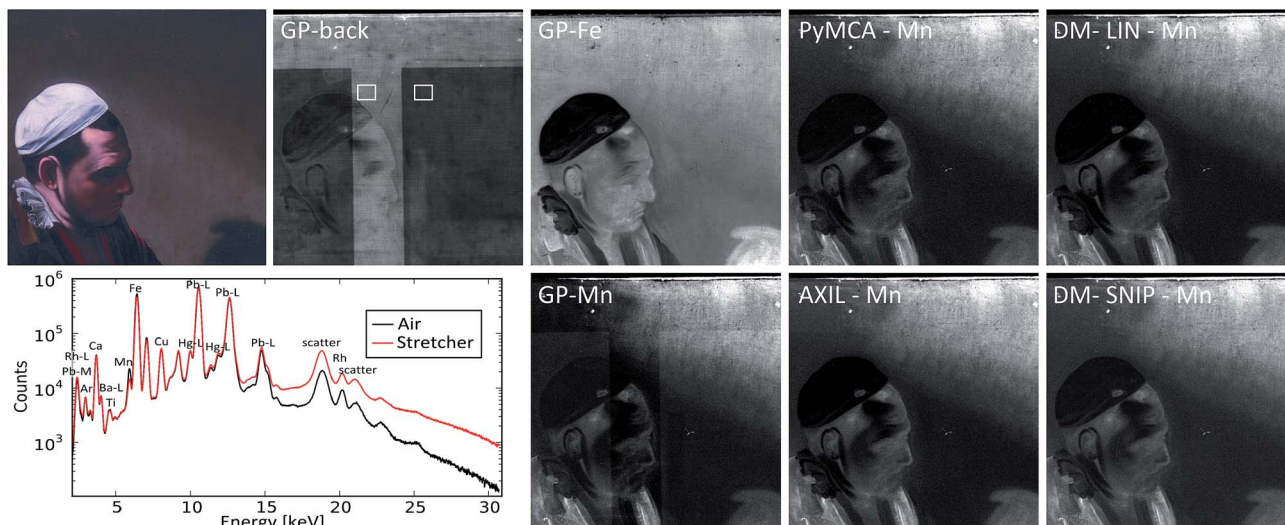 GP-back
GP-Fe
PyMCA - Mn
DM- LIN - Mn
GP-Mn
AXIL - Mn
DM- SNIP - Mn
10⁶
10⁵
10⁴
10³
Counts
Fe
Pb-L
Pb-L
Ca
Cu
Hg-L
Hg-L
Pb-L
scatter
Rh
scatter
Rh-L
Mn
Pb-M
Ar
Ba-L
Ti
Air
Stretcher
5 10 15 20 25 30
Energy [keV]